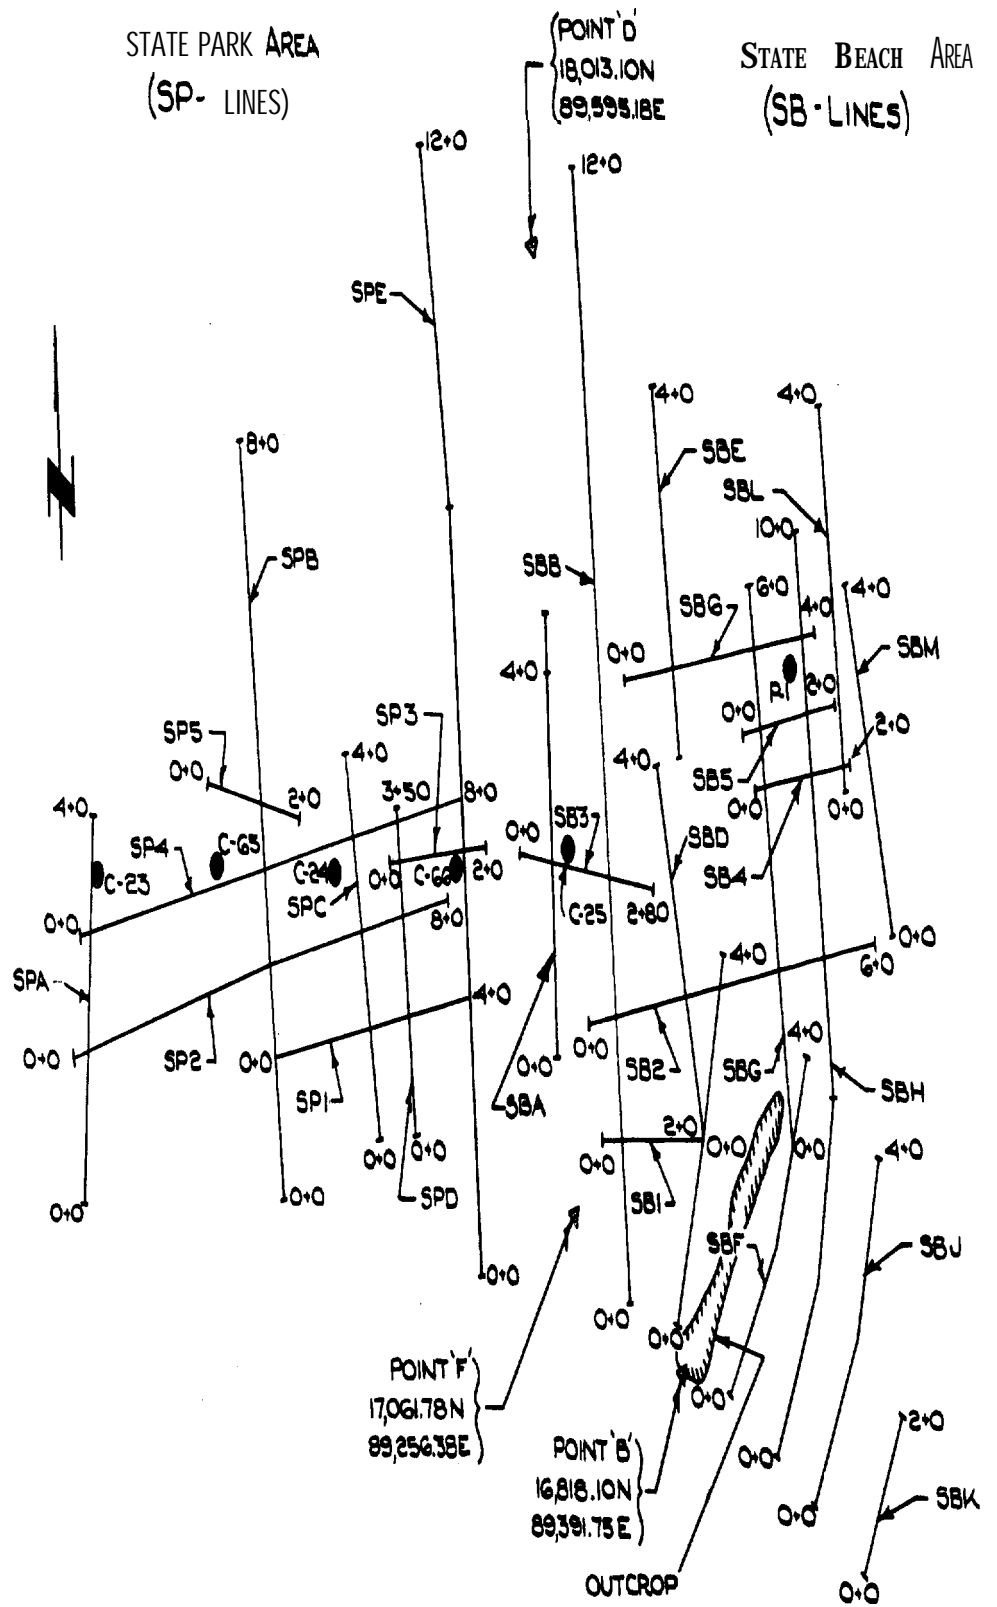 STATE PARK AREA
(SP- LINES)
POINT 'D'
18,013.10N
89,595.18E
STATE BEACH AREA
(SB-LINES)
12+0
12+0
SPE
4+0
4+0
8+0
SBE
SBL
10+0
SPB
SBB
6+0
4+0
4+0
SBG
0+0
SBM
4+0
R1
2+0
0+0
SP5
SP3
2+0
0+0
4+0
4+0
SB5
3+50
8+0
2+0
0+0
0+0
4+0
SP4
C-65
0+0
SB3
SBD
SB4
C-23
C-24
0+0
C-66
2+0
SPC
8+0
C-25
2+80
0+0
0+0
6+0
SPA
4+0
4+0
0+0
SP2
0+0
SP1
0+0
SBA
0+0
SB2
SBG
4+0
SBH
2+0
0+0
0+0
0+0
0+0
0+0
4+0
0+0
0+0
SPD
SB1
SBF
SBJ
0+0
0+0
0+0
POINT 'F'
17,061.78N
89,256.38E
0+0
2+0
POINT 'B'
16,818.10N
89,391.75E
0+0
0+0
SBK
OUTCROP
0+0